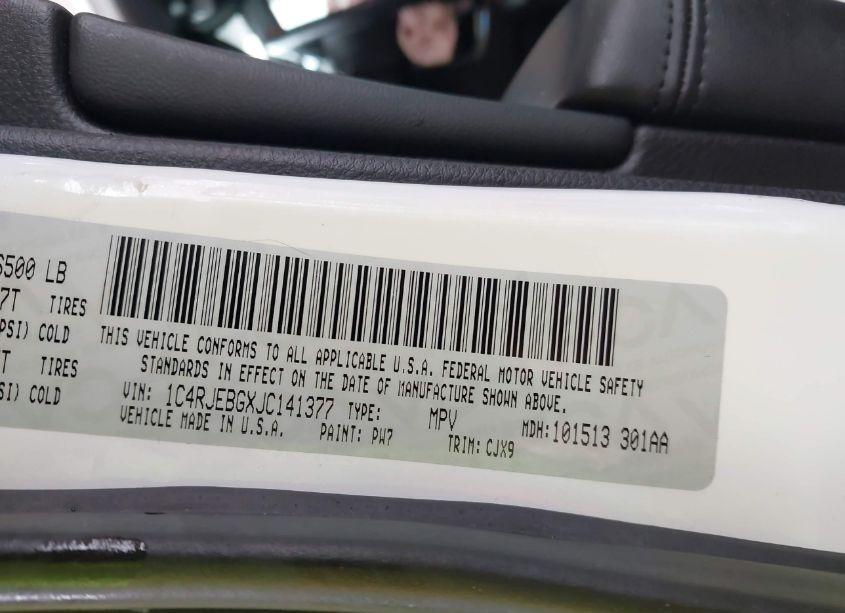 6500 LB
7T TIRES
PSI) COLD
T TIRES
SI) COLD
THIS VEHICLE CONFORMS TO ALL APPLICABLE U.S.A. FEDERAL MOTOR VEHICLE SAFETY
STANDARDS IN EFFECT ON THE DATE OF MANUFACTURE SHOWN ABOVE.
VIN: 1C4RJEBGXJC141377 TYPE: MPV MDH:101513 301AA
VEHICLE MADE IN U.S.A. PAINT: PW7 TRIM: CJX9